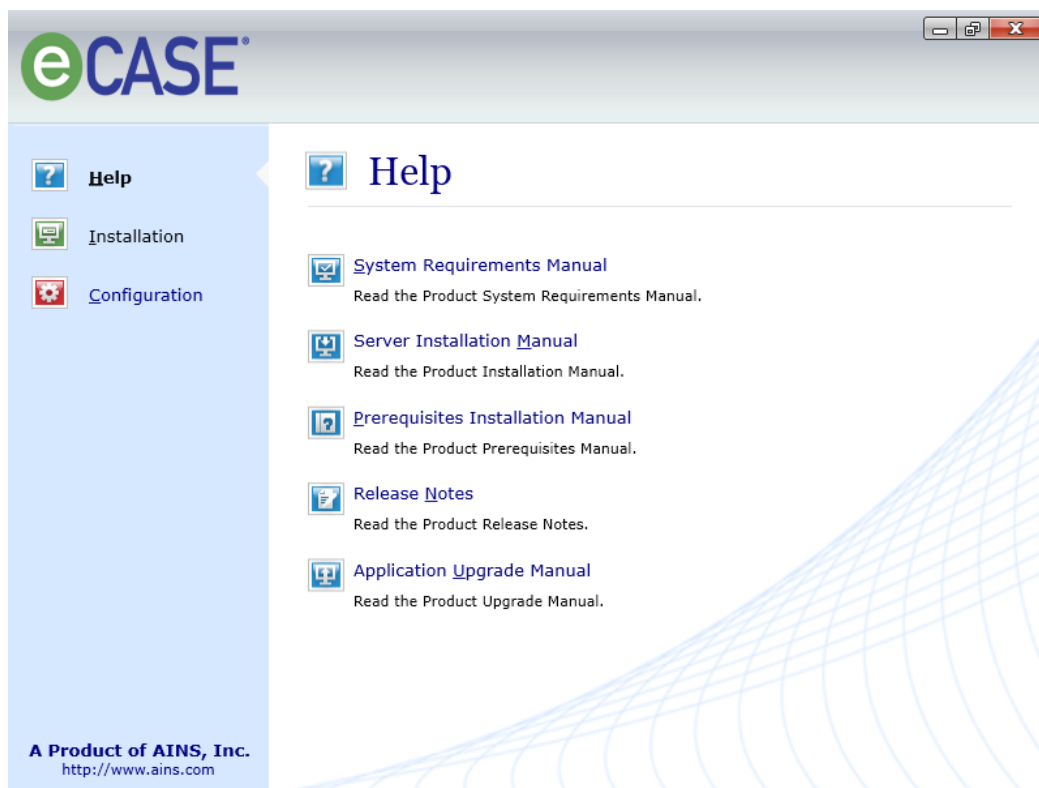 eCASE®
Help
Installation
Configuration
Help
System Requirements Manual
Read the Product System Requirements Manual.
Server Installation Manual
Read the Product Installation Manual.
Prerequisites Installation Manual
Read the Product Prerequisites Manual.
Release Notes
Read the Product Release Notes.
Application Upgrade Manual
Read the Product Upgrade Manual.
A Product of AINS, Inc.
http://www.ains.com